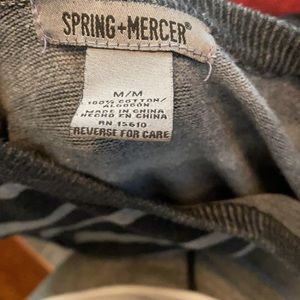 SPRING+MERCER®
M/M
100% COTTON/
ALGODON
MADE IN CHINA
HECHO EN CHINA
RN 15610
REVERSE FOR CARE